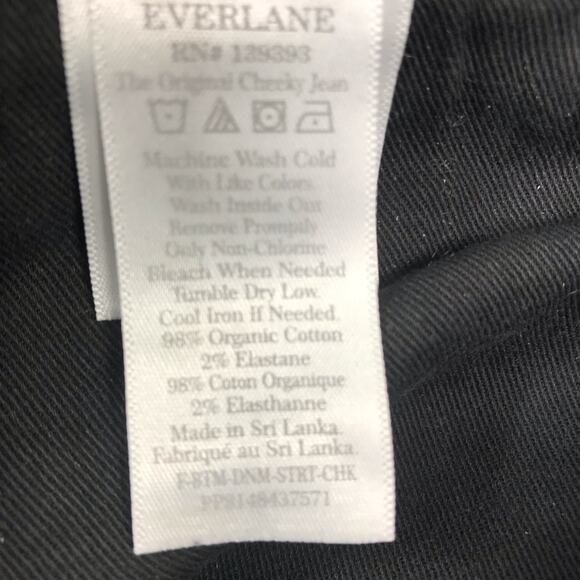 EVERLANE
RN# 139393
The Original Cheeky Jean
Machine Wash Cold
With Like Colors.
Wash Inside Out
Remove Promptly
Only Non-Chlorine
Bleach When Needed
Tumble Dry Low.
Cool Iron If Needed.
98% Organic Cotton
2% Elastane
98% Coton Organique
2% Elasthanne
Made in Sri Lanka.
Fabriqué au Sri Lanka.
F-BTM-DNM-STRT-CHK
PP8148437571